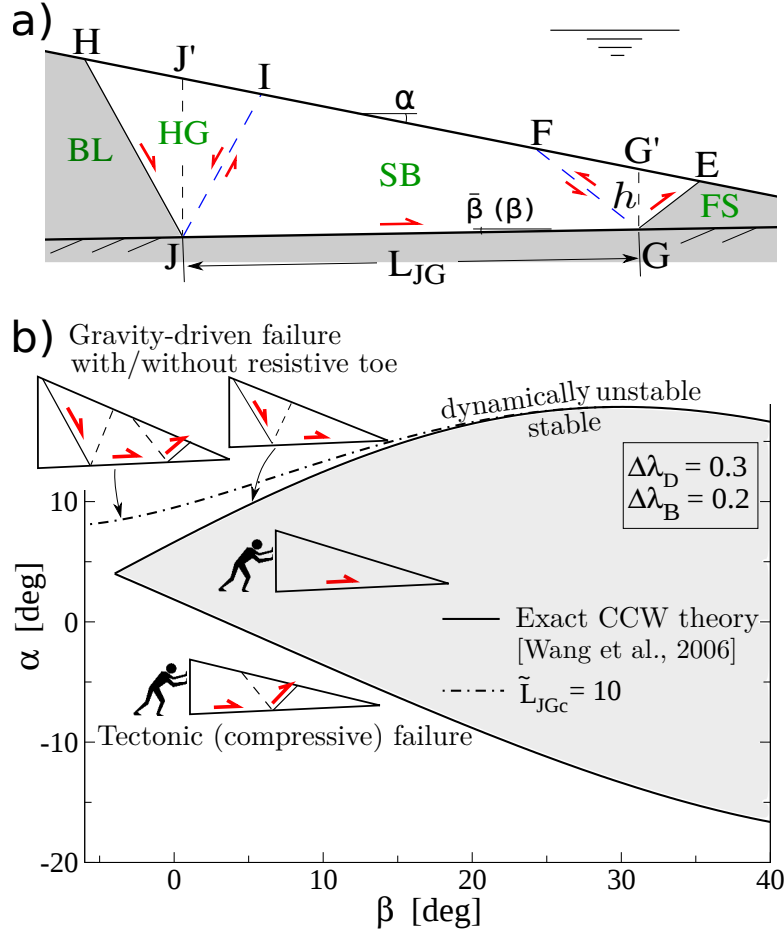 a)
H
J'
I
α
F
G'
E
BL
HG
SB
h
FS
β̄ (β)
J
L_JG
G
b)
Gravity-driven failure
with/without resistive toe
dynamically unstable
stable
Δλ_D = 0.3
Δλ_B = 0.2
Exact CCW theory
[Wang et al., 2006]
L̃_JGc = 10
Tectonic (compressive) failure
α [deg]
10
0
-10
-20
0
10
20
30
40
β [deg]